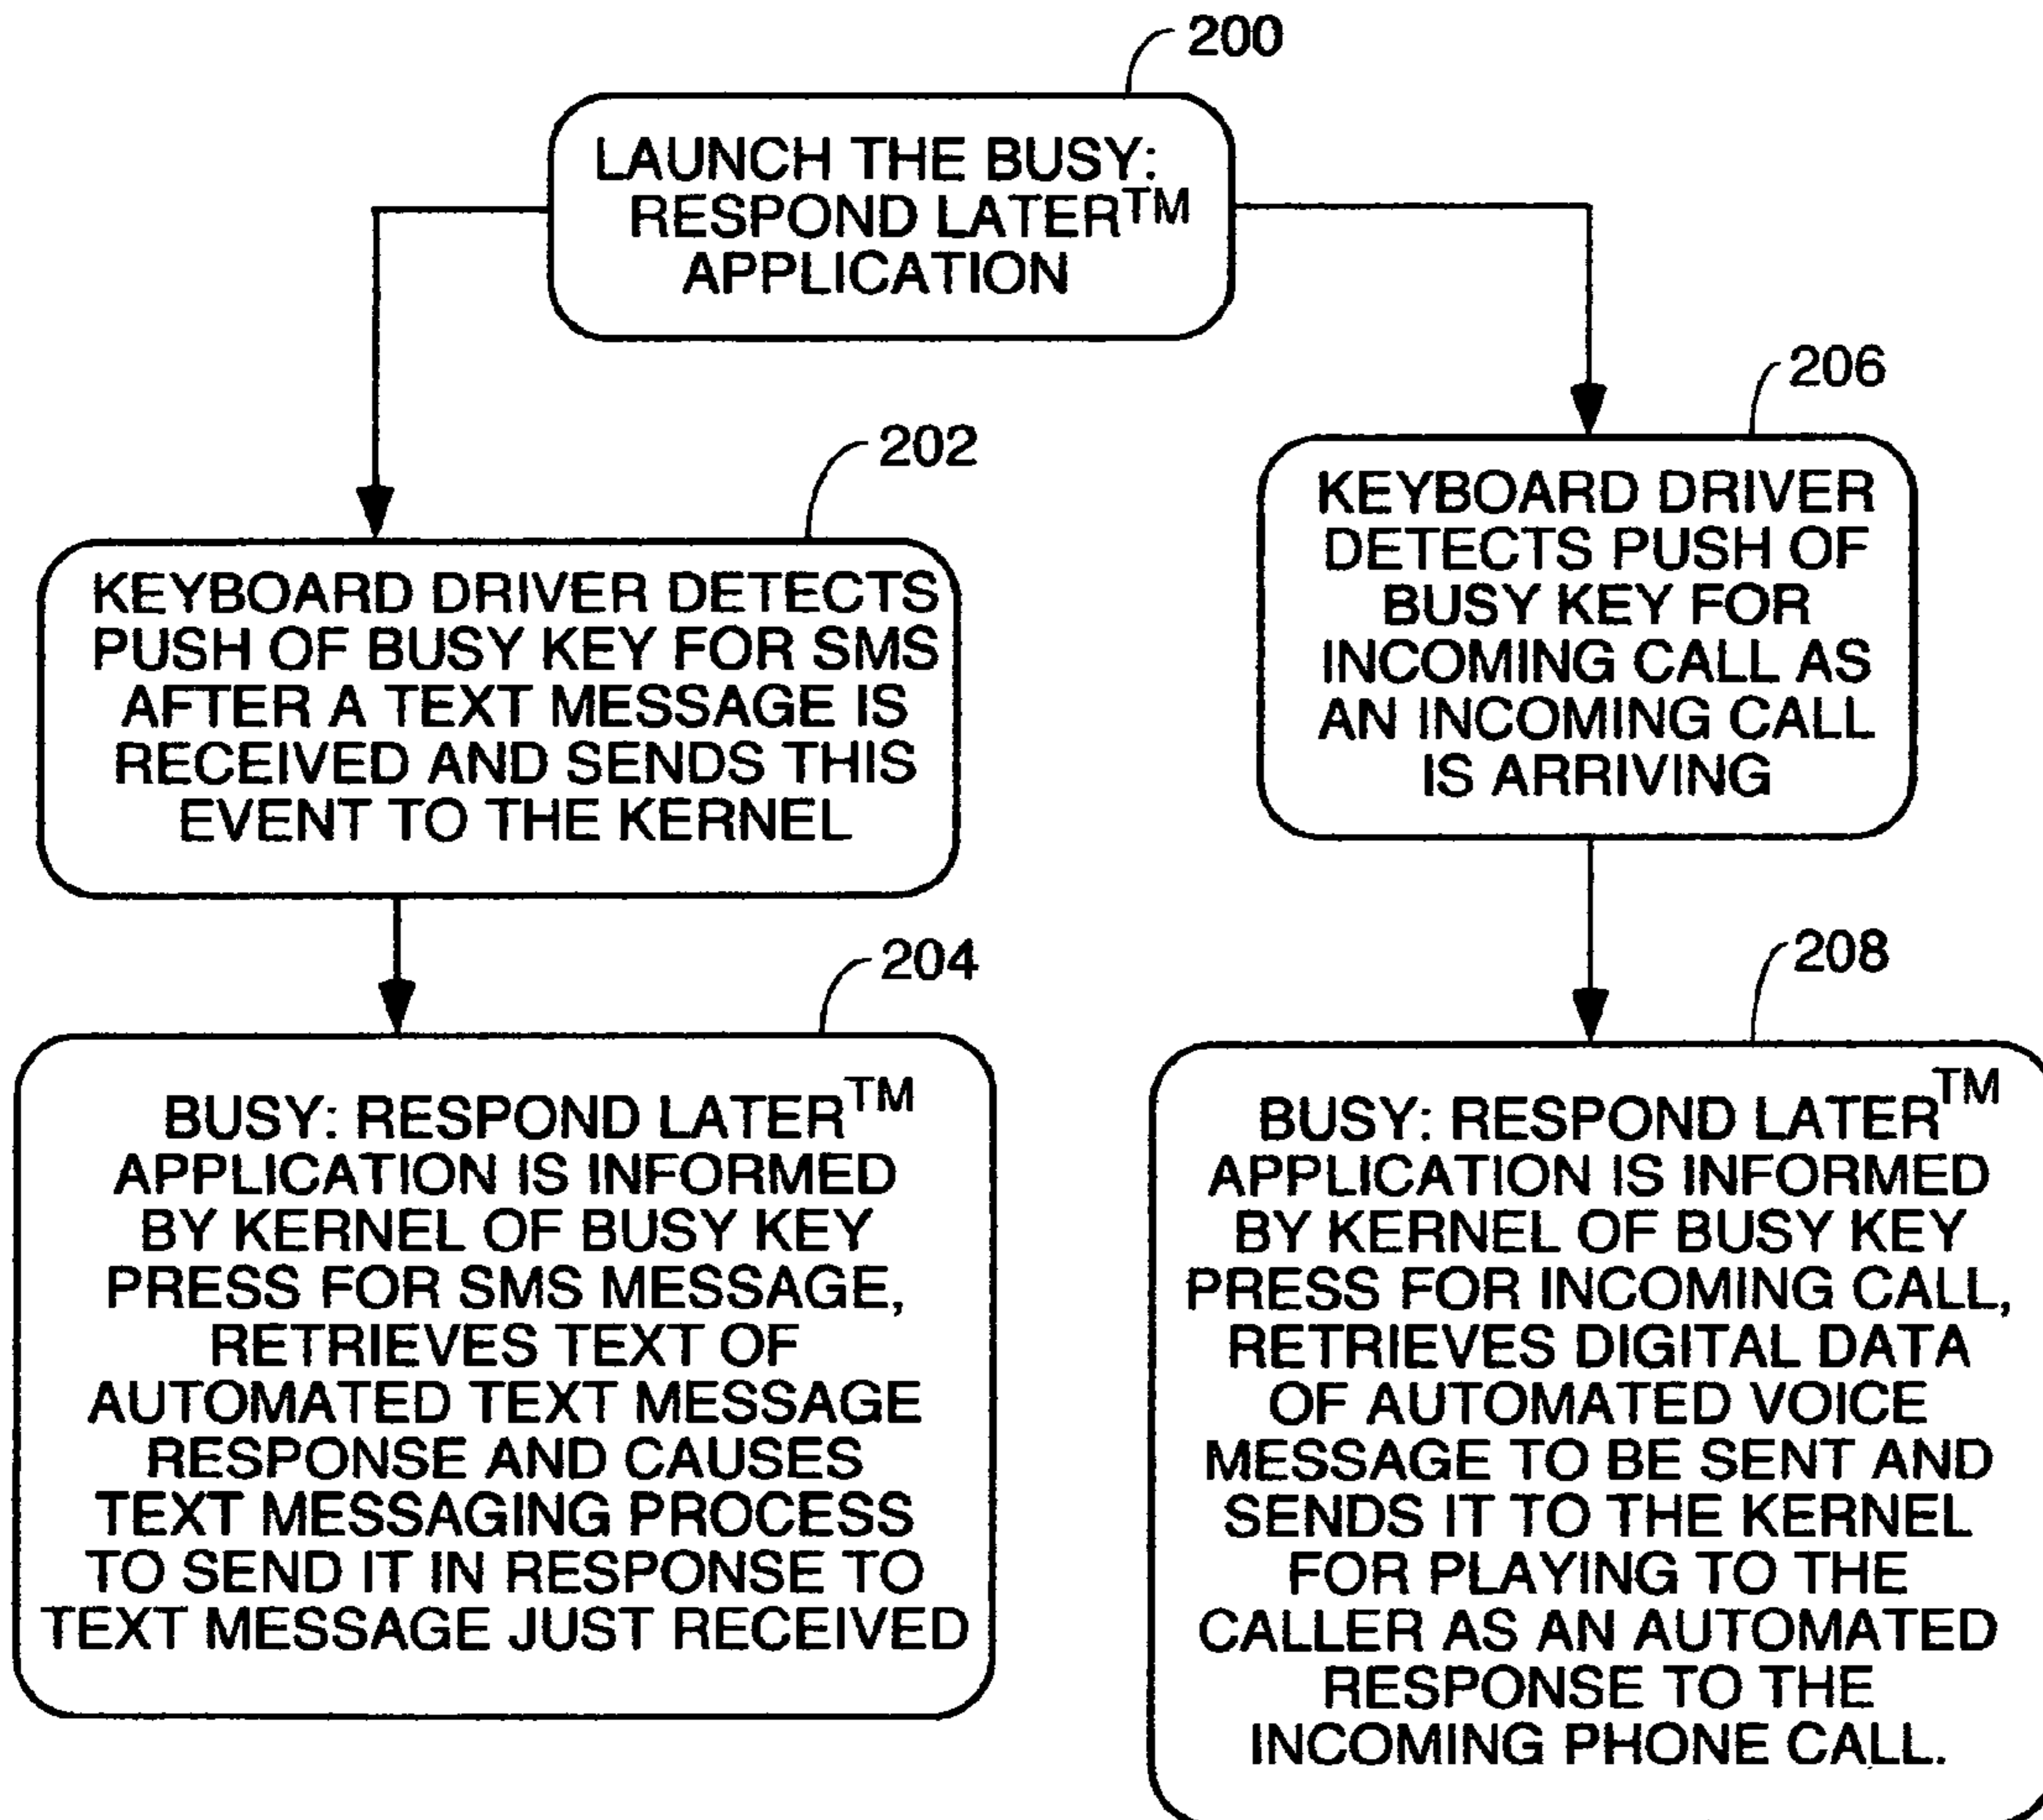 200
LAUNCH THE BUSY:
RESPOND LATER™
APPLICATION
202
KEYBOARD DRIVER DETECTS
PUSH OF BUSY KEY FOR SMS
AFTER A TEXT MESSAGE IS
RECEIVED AND SENDS THIS
EVENT TO THE KERNEL
204
BUSY: RESPOND LATER™
APPLICATION IS INFORMED
BY KERNEL OF BUSY KEY
PRESS FOR SMS MESSAGE,
RETRIEVES TEXT OF
AUTOMATED TEXT MESSAGE
RESPONSE AND CAUSES
TEXT MESSAGING PROCESS
TO SEND IT IN RESPONSE TO
TEXT MESSAGE JUST RECEIVED
206
KEYBOARD DRIVER
DETECTS PUSH OF
BUSY KEY FOR
INCOMING CALL AS
AN INCOMING CALL
IS ARRIVING
208
BUSY: RESPOND LATER™
APPLICATION IS INFORMED
BY KERNEL OF BUSY KEY
PRESS FOR INCOMING CALL,
RETRIEVES DIGITAL DATA
OF AUTOMATED VOICE
MESSAGE TO BE SENT AND
SENDS IT TO THE KERNEL
FOR PLAYING TO THE
CALLER AS AN AUTOMATED
RESPONSE TO THE
INCOMING PHONE CALL.